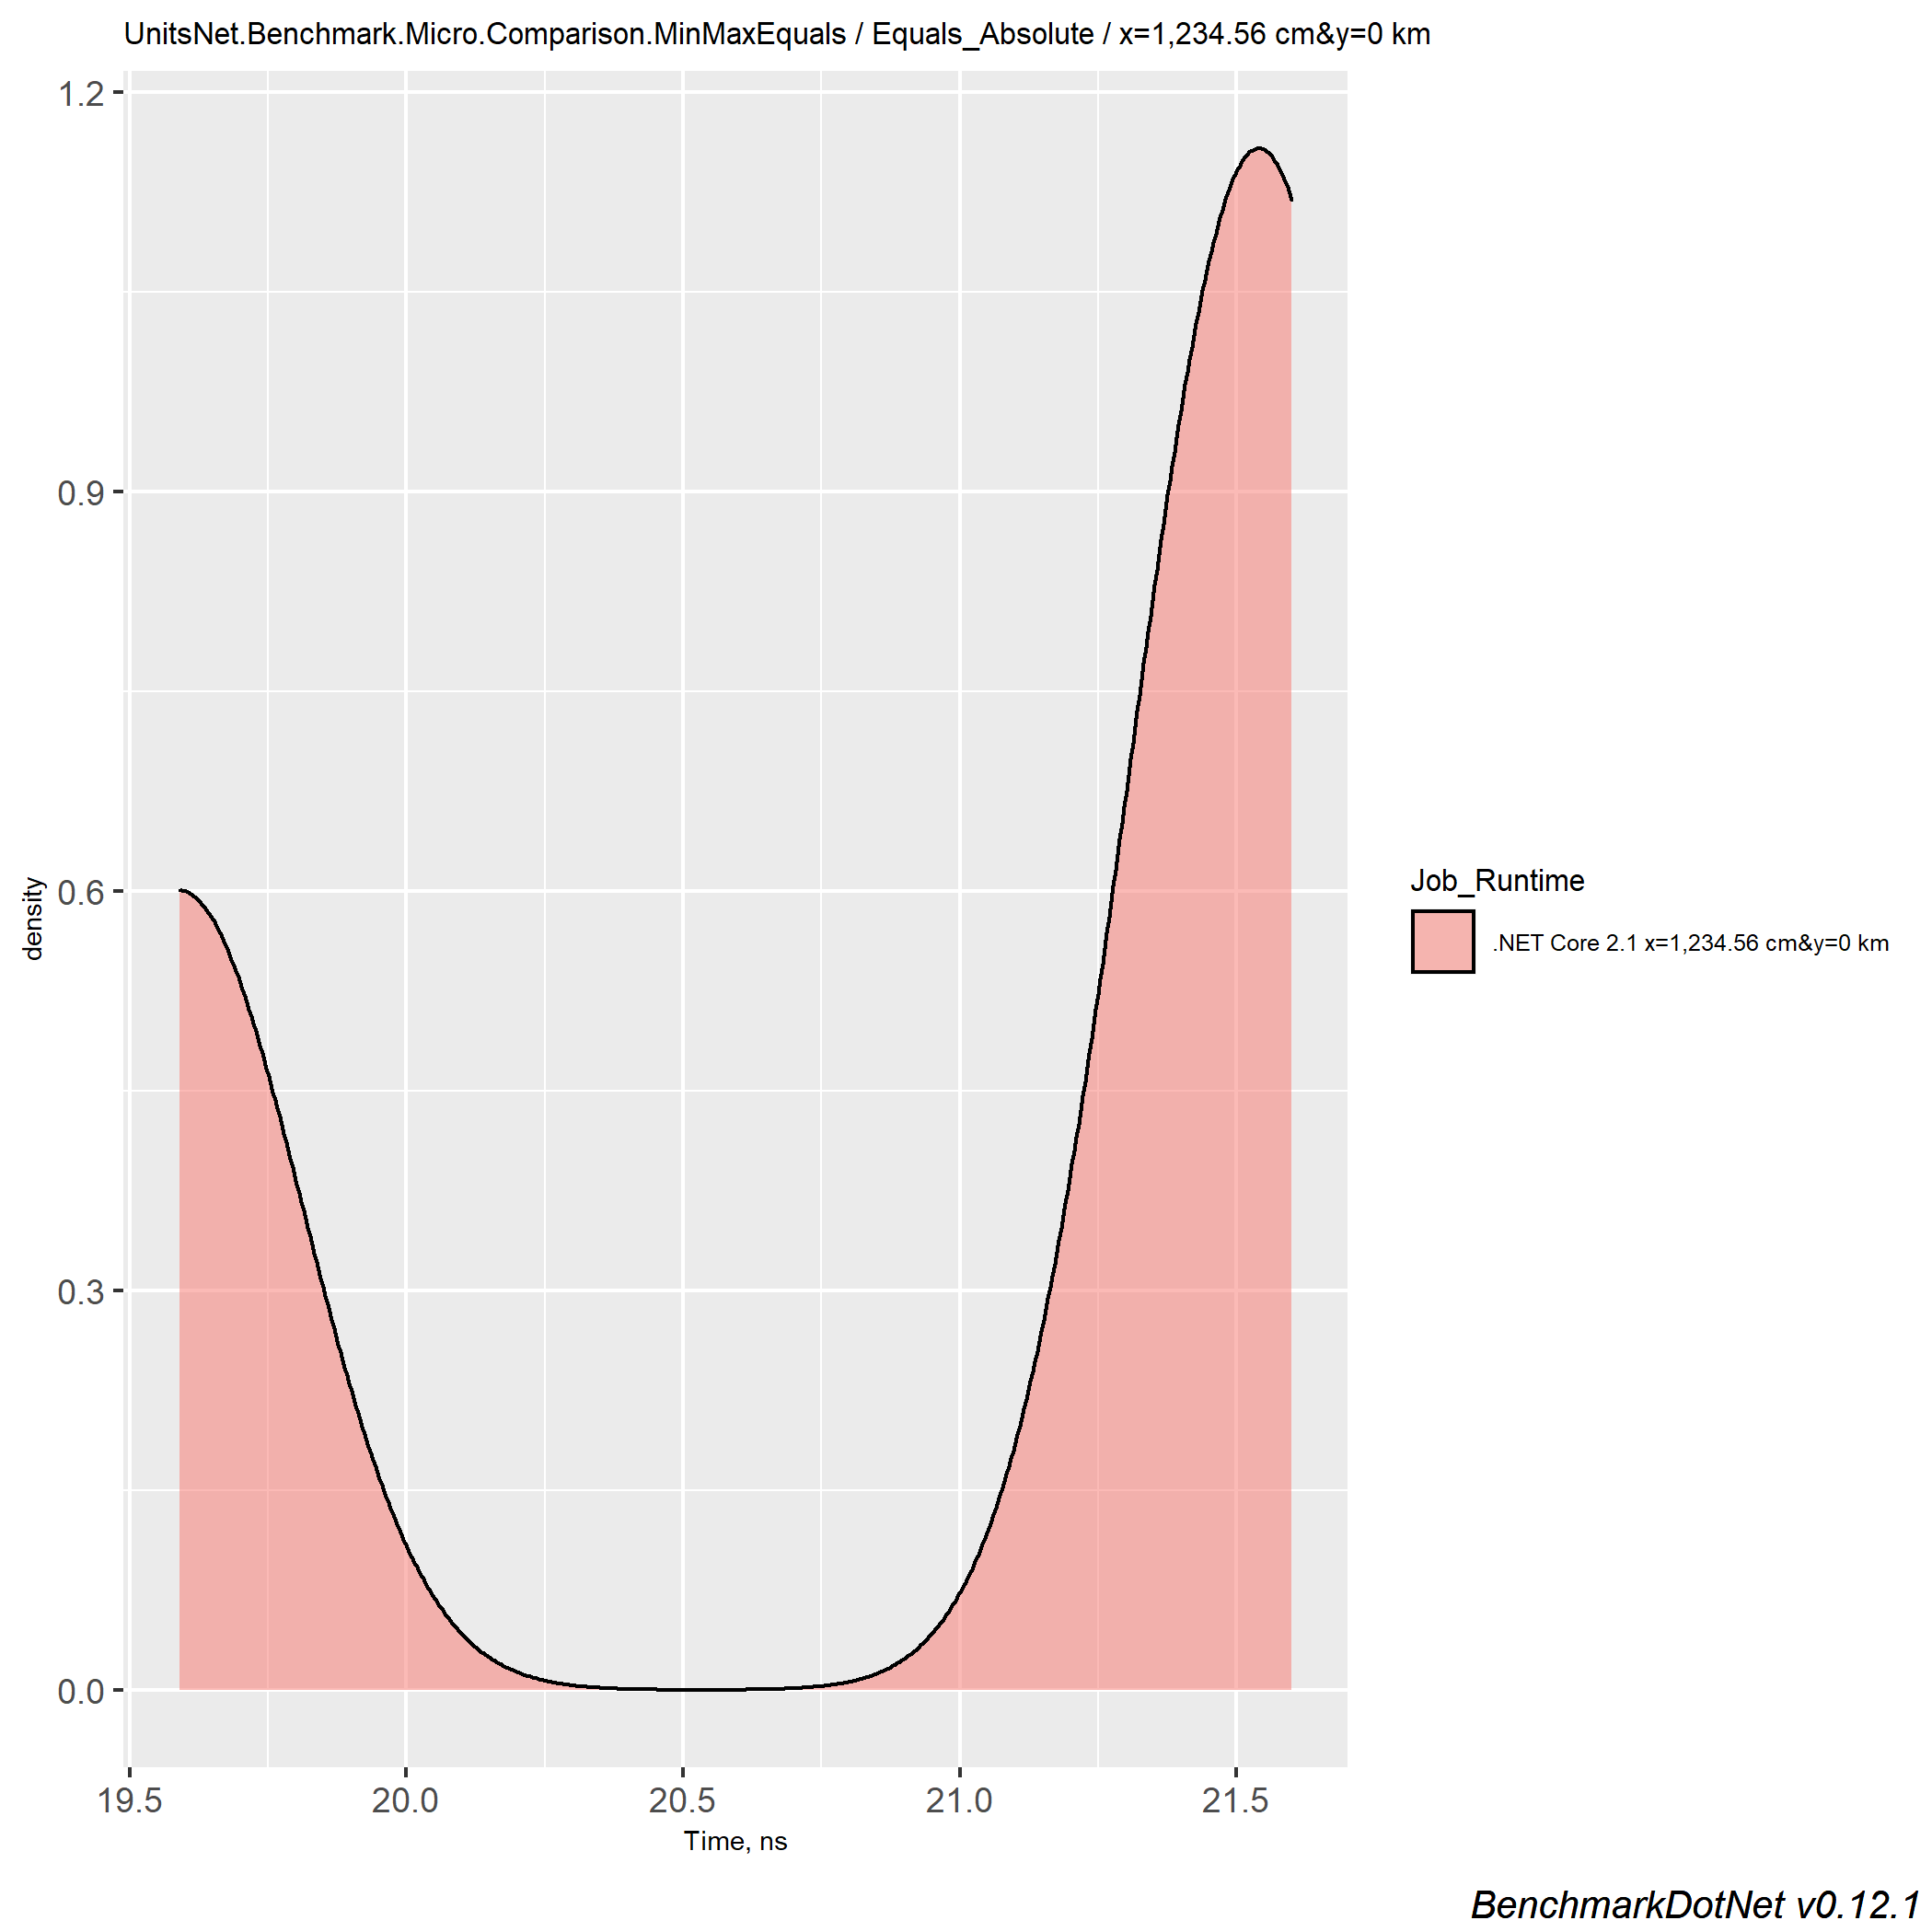 UnitsNet.Benchmark.Micro.Comparison.MinMaxEquals / Equals_Absolute / x=1,234.56 cm&y=0 km
1.2
0.9
0.6
0.3
0.0
density
19.5 20.0 20.5 21.0 21.5
Time, ns
Job_Runtime
.NET Core 2.1 x=1,234.56 cm&y=0 km
BenchmarkDotNet v0.12.1